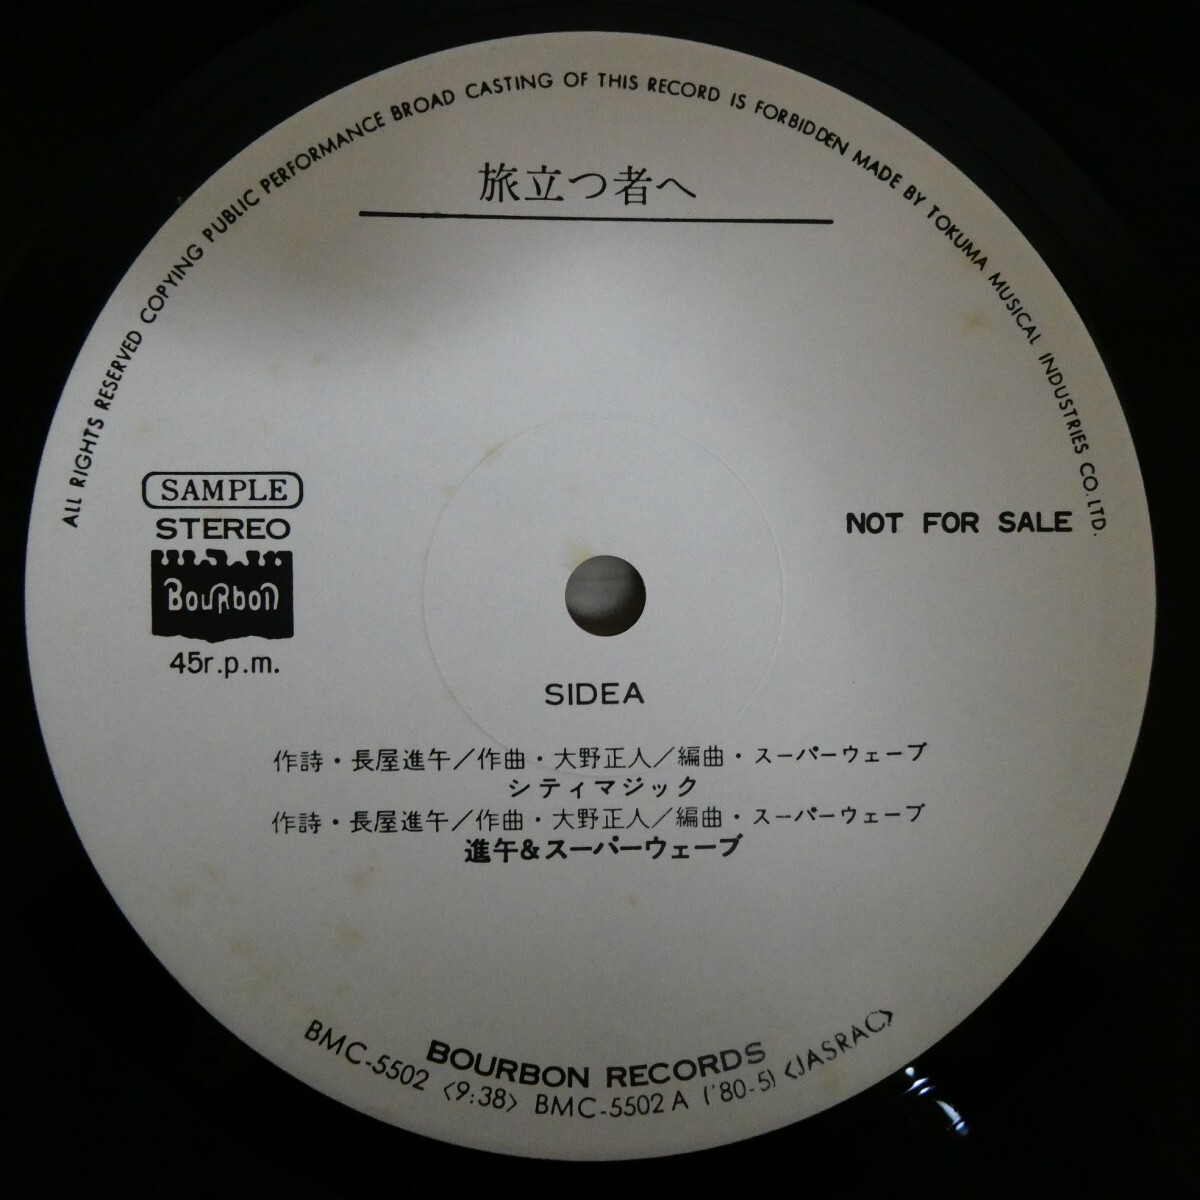 ALL RIGHTS RESERVED COPYING PUBLIC PERFORMANCE BROAD CASTING OF THIS RECORD IS FORBIDDEN MADE BY TOKUMA MUSICAL INDUSTRIES CO. LTD.
旅立つ者へ
SAMPLE
STEREO
BouRbon
45r.p.m.
NOT FOR SALE
SIDEA
作詩・長屋進午/作曲・大野正人/編曲・スーパーウェーブ
シティマジック
作詩・長屋進午/作曲・大野正人/編曲・スーパーウェーブ
進午&スーパーウェーブ
BOURBON RECORDS
BMC-5502 〈9:38〉 BMC-5502 A ('80-5) 〈JASRAC〉